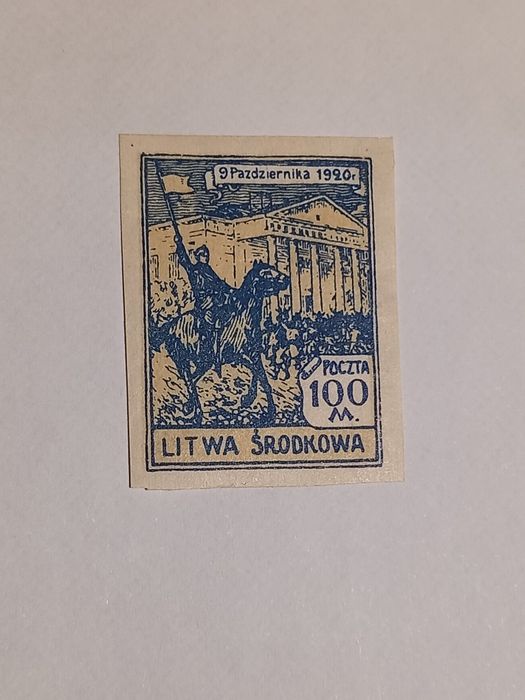 9 Pazdziernika 1920r
POCZTA
100
M.
LITWA ŚRODKOWA